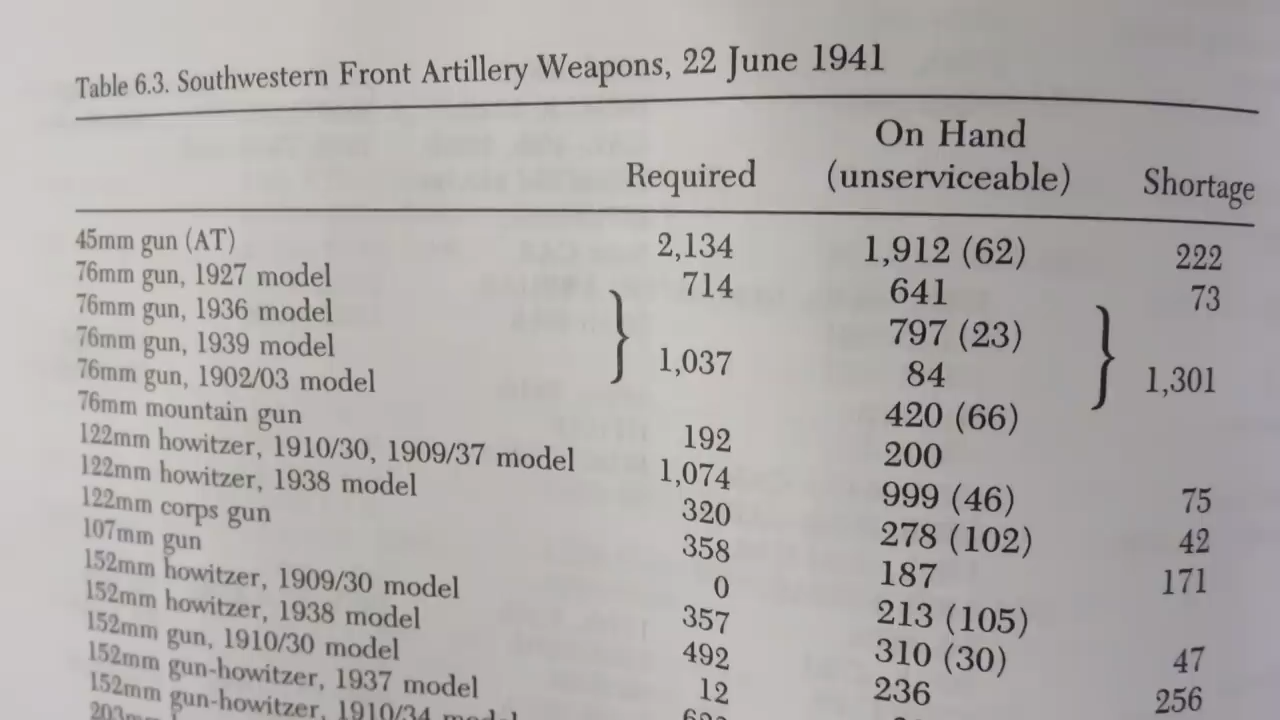 Table 6.3. Southwestern Front Artillery Weapons, 22 June 1941
Required On Hand (unserviceable) Shortage
45mm gun (AT) 2,134 1,912 (62) 222
76mm gun, 1927 model 714 641 73
76mm gun, 1936 model 797 (23)
76mm gun, 1939 model } 1,037 84 } 1,301
76mm gun, 1902/03 model 420 (66)
76mm mountain gun 192 200
122mm howitzer, 1910/30, 1909/37 model 1,074 999 (46) 75
122mm howitzer, 1938 model 320 278 (102) 42
122mm corps gun 358 187 171
107mm gun 0 213 (105)
152mm howitzer, 1909/30 model 357 310 (30) 47
152mm howitzer, 1938 model 492 236 256
152mm gun, 1910/30 model 12
152mm gun-howitzer, 1937 model
152mm gun-howitzer, 1910/34 model
203mm